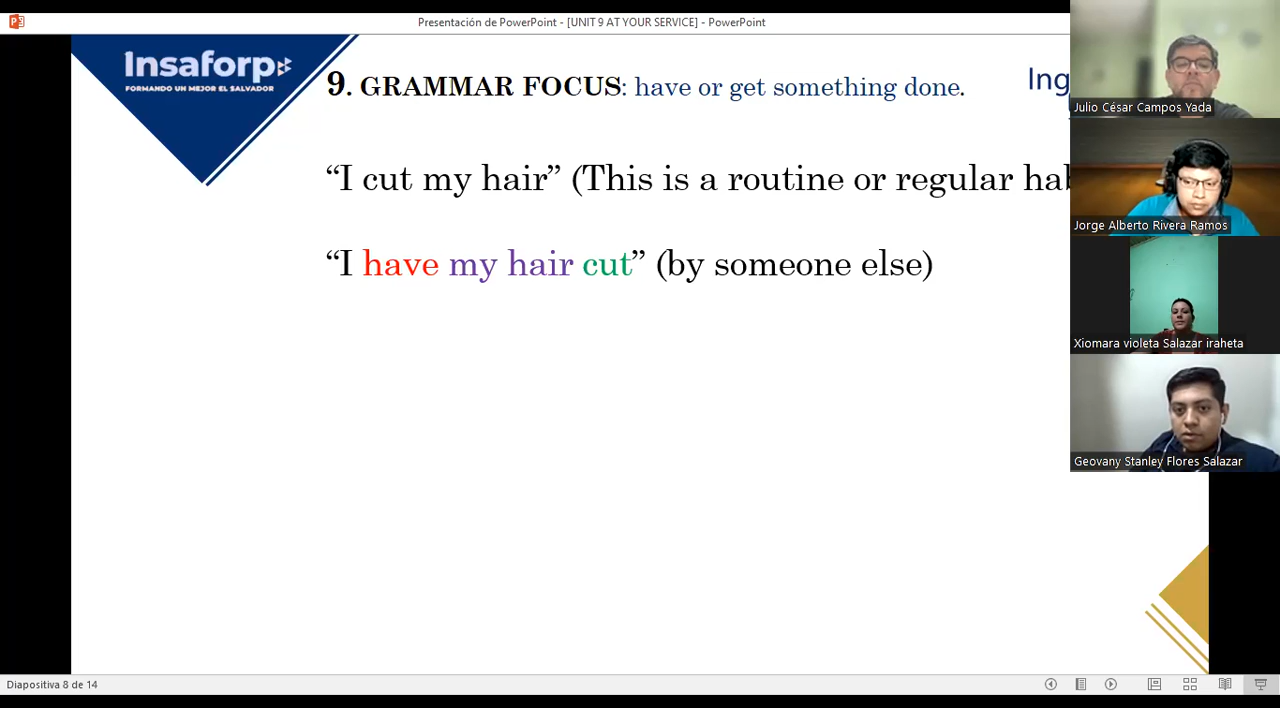 Presentación de PowerPoint - [UNIT 9 AT YOUR SERVICE] - PowerPoint
Insaforp
FORMANDO UN MEJOR EL SALVADOR
9. GRAMMAR FOCUS: have or get something done.
Ing
“I cut my hair” (This is a routine or regular hab
“I have my hair cut” (by someone else)
Julio César Campos Yada
Jorge Alberto Rivera Ramos
Xiomara violeta Salazar iraheta
Geovany Stanley Flores Salazar
Diapositiva 8 de 14